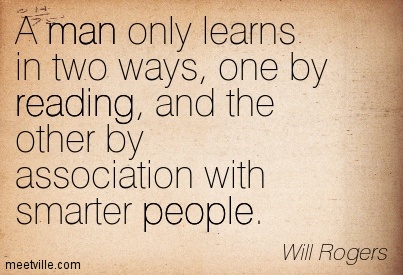 A man only learns
in two ways, one by
reading, and the
other by
association with
smarter people.
Will Rogers
meetville.com